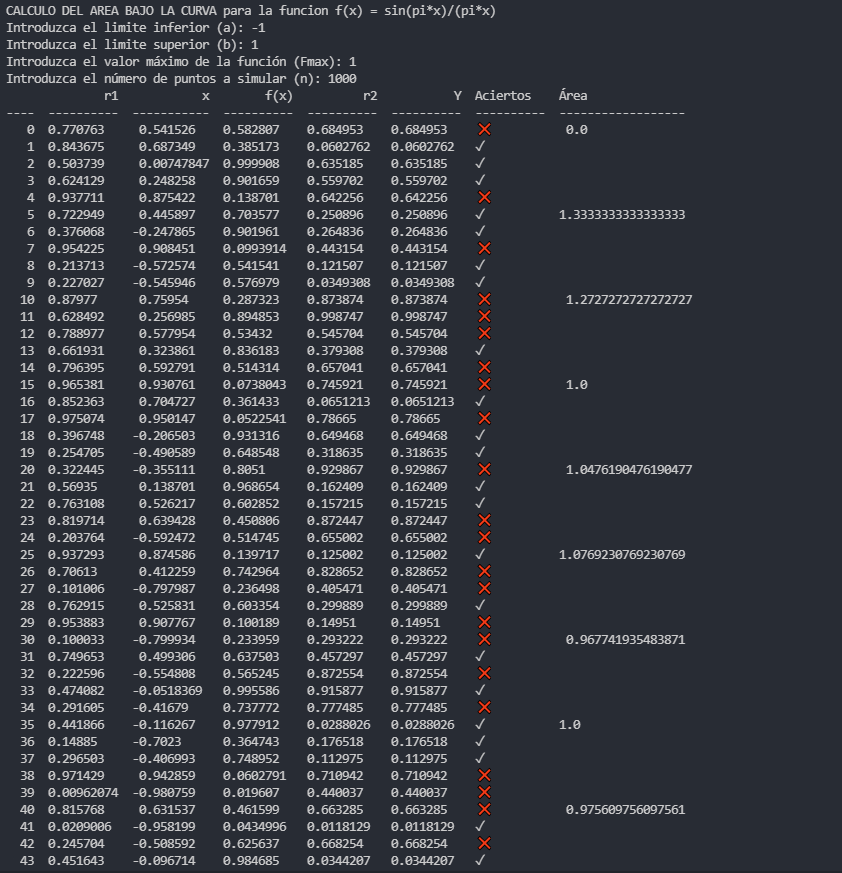 CALCULO DEL AREA BAJO LA CURVA para la funcion f(x) = sin(pi*x)/(pi*x)
Introduzca el limite inferior (a): -1
Introduzca el limite superior (b): 1
Introduzca el valor máximo de la función (Fmax): 1
Introduzca el número de puntos a simular (n): 1000
r1 x f(x) r2 Y Aciertos Área
---- ---------- ----------- ---------- ---------- ---------- ---------- ------------------
0 0.770763 0.541526 0.582807 0.684953 0.684953 ❌ 0.0
1 0.843675 0.687349 0.385173 0.0602762 0.0602762 ✓
2 0.503739 0.00747847 0.999908 0.635185 0.635185 ✓
3 0.624129 0.248258 0.901659 0.559702 0.559702 ✓
4 0.937711 0.875422 0.138701 0.642256 0.642256 ❌
5 0.722949 0.445897 0.703577 0.250896 0.250896 ✓ 1.3333333333333333
6 0.376068 -0.247865 0.901961 0.264836 0.264836 ✓
7 0.954225 0.908451 0.0993914 0.443154 0.443154 ❌
8 0.213713 -0.572574 0.541541 0.121507 0.121507 ✓
9 0.227027 -0.545946 0.576979 0.0349308 0.0349308 ✓
10 0.87977 0.75954 0.287323 0.873874 0.873874 ❌ 1.2727272727272727
11 0.628492 0.256985 0.894853 0.998747 0.998747 ❌
12 0.788977 0.577954 0.53432 0.545704 0.545704 ❌
13 0.661931 0.323861 0.836183 0.379308 0.379308 ✓
14 0.796395 0.592791 0.514314 0.657041 0.657041 ❌
15 0.965381 0.930761 0.0738043 0.745921 0.745921 ❌ 1.0
16 0.852363 0.704727 0.361433 0.0651213 0.0651213 ✓
17 0.975074 0.950147 0.0522541 0.78665 0.78665 ❌
18 0.396748 -0.206503 0.931316 0.649468 0.649468 ✓
19 0.254705 -0.490589 0.648548 0.318635 0.318635 ✓
20 0.322445 -0.355111 0.8051 0.929867 0.929867 ❌ 1.0476190476190477
21 0.56935 0.138701 0.968654 0.162409 0.162409 ✓
22 0.763108 0.526217 0.602852 0.157215 0.157215 ✓
23 0.819714 0.639428 0.450806 0.872447 0.872447 ❌
24 0.203764 -0.592472 0.514745 0.655002 0.655002 ❌
25 0.937293 0.874586 0.139717 0.125002 0.125002 ✓ 1.0769230769230769
26 0.70613 0.412259 0.742964 0.828652 0.828652 ❌
27 0.101006 -0.797987 0.236498 0.405471 0.405471 ❌
28 0.762915 0.525831 0.603354 0.299889 0.299889 ✓
29 0.953883 0.907767 0.100189 0.14951 0.14951 ❌
30 0.100033 -0.799934 0.233959 0.293222 0.293222 ❌ 0.967741935483871
31 0.749653 0.499306 0.637503 0.457297 0.457297 ✓
32 0.222596 -0.554808 0.565245 0.872554 0.872554 ❌
33 0.474082 -0.0518369 0.995586 0.915877 0.915877 ✓
34 0.291605 -0.41679 0.737772 0.777485 0.777485 ❌
35 0.441866 -0.116267 0.977912 0.0288026 0.0288026 ✓ 1.0
36 0.14885 -0.7023 0.364743 0.176518 0.176518 ✓
37 0.296503 -0.406993 0.748952 0.112975 0.112975 ✓
38 0.971429 0.942859 0.0602791 0.710942 0.710942 ❌
39 0.00962074 -0.980759 0.019607 0.440037 0.440037 ❌
40 0.815768 0.631537 0.461599 0.663285 0.663285 ❌ 0.975609756097561
41 0.0209006 -0.958199 0.0434996 0.0118129 0.0118129 ✓
42 0.245704 -0.508592 0.625637 0.668254 0.668254 ❌
43 0.451643 -0.096714 0.984685 0.0344207 0.0344207 ✓